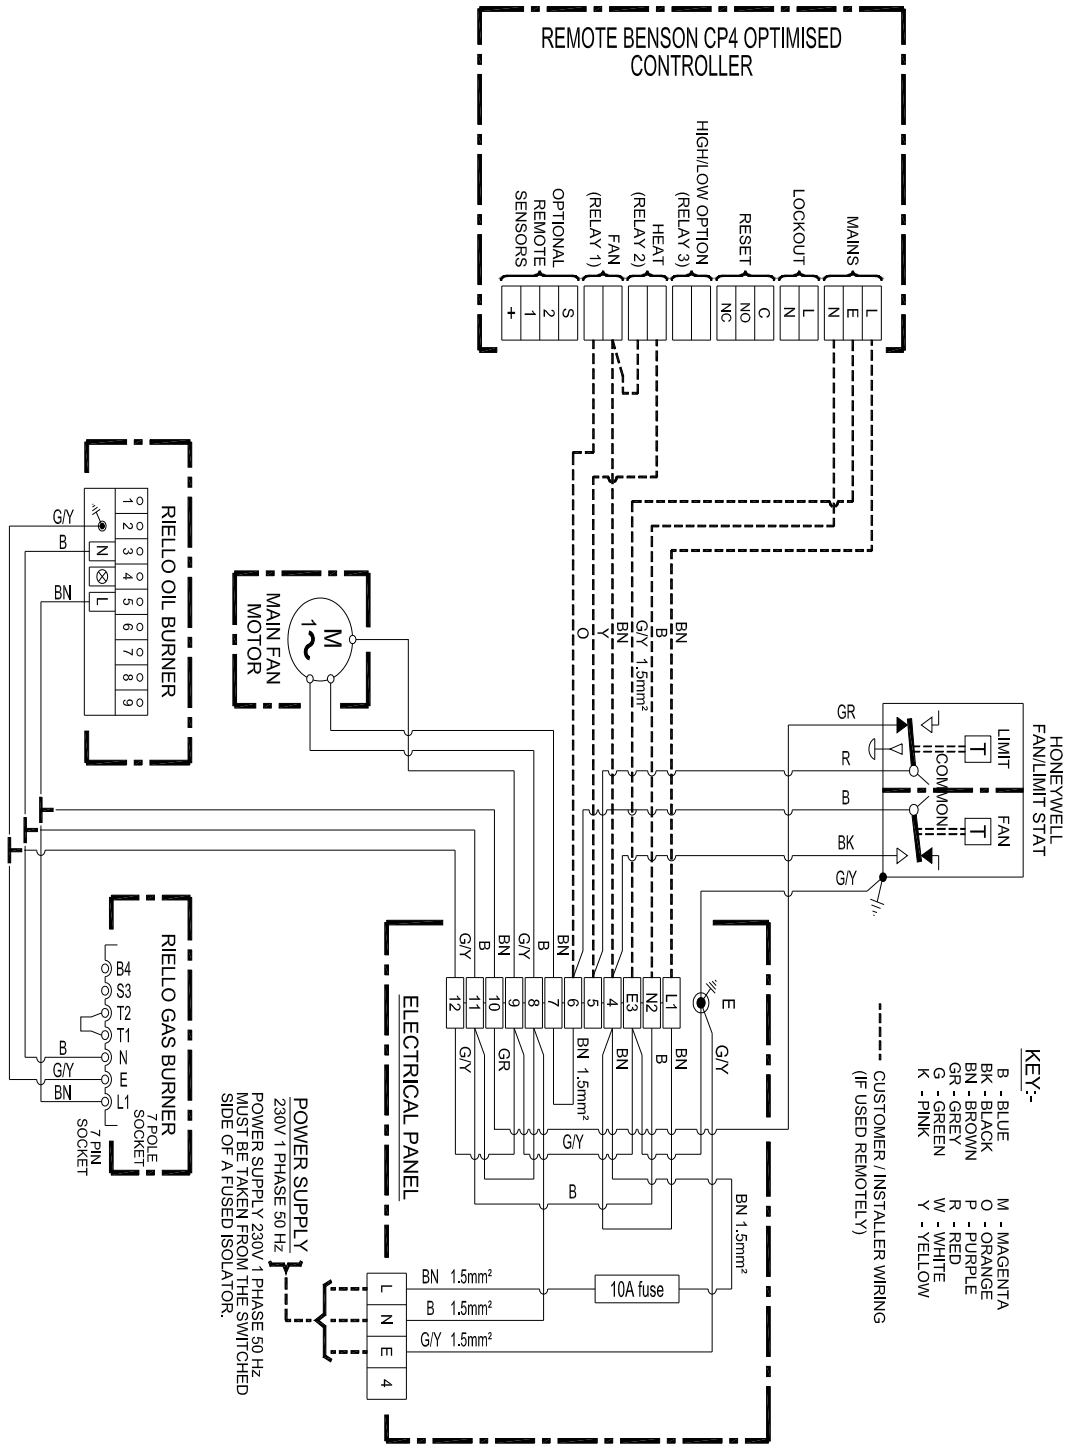 REMOTE BENSON CP4 OPTIMISED
CONTROLLER
OPTIONAL
REMOTE
SENSORS
FAN
(RELAY 1)
HEAT
(RELAY 2)
HIGH/LOW OPTION
(RELAY 3)
RESET
LOCKOUT
MAINS
+ 1 2 S
NC NO C
N L
N E L
RIELLO OIL BURNER
1 2 3 4 5 6 7 8 9
N L
G/Y
B
BN
MAIN FAN
MOTOR
M
1~
O
Y
BN
G/Y 1.5mm²
B
BN
HONEYWELL
FAN/LIMIT STAT
LIMIT
T
COMMON
FAN
T
GR
R
B
BK
G/Y
RIELLO GAS BURNER
B4
S3
T2
T1
N
E
L1
B
G/Y
BN
7 POLE
SOCKET
7 PIN
SOCKET
ELECTRICAL PANEL
G/Y
B
BN
G/Y
B
BN
12 11 10 9 8 7 6 5 4 E3 N2 L1
E
G/Y
GR
BN 1.5mm²
BN
B
BN
G/Y
G/Y
B
BN 1.5mm²
10A fuse
BN 1.5mm²
B 1.5mm²
G/Y 1.5mm²
L
N
E
4
POWER SUPPLY
230V 1 PHASE 50 Hz
POWER SUPPLY 230V 1 PHASE 50 Hz
MUST BE TAKEN FROM THE SWITCHED
SIDE OF A FUSED ISOLATOR.
KEY:-
B - BLUE
BK - BLACK
BN - BROWN
GR - GREY
G - GREEN
K - PINK
M - MAGENTA
O - ORANGE
P - PURPLE
R - RED
W - WHITE
Y - YELLOW
CUSTOMER / INSTALLER WIRING
(IF USED REMOTELY)